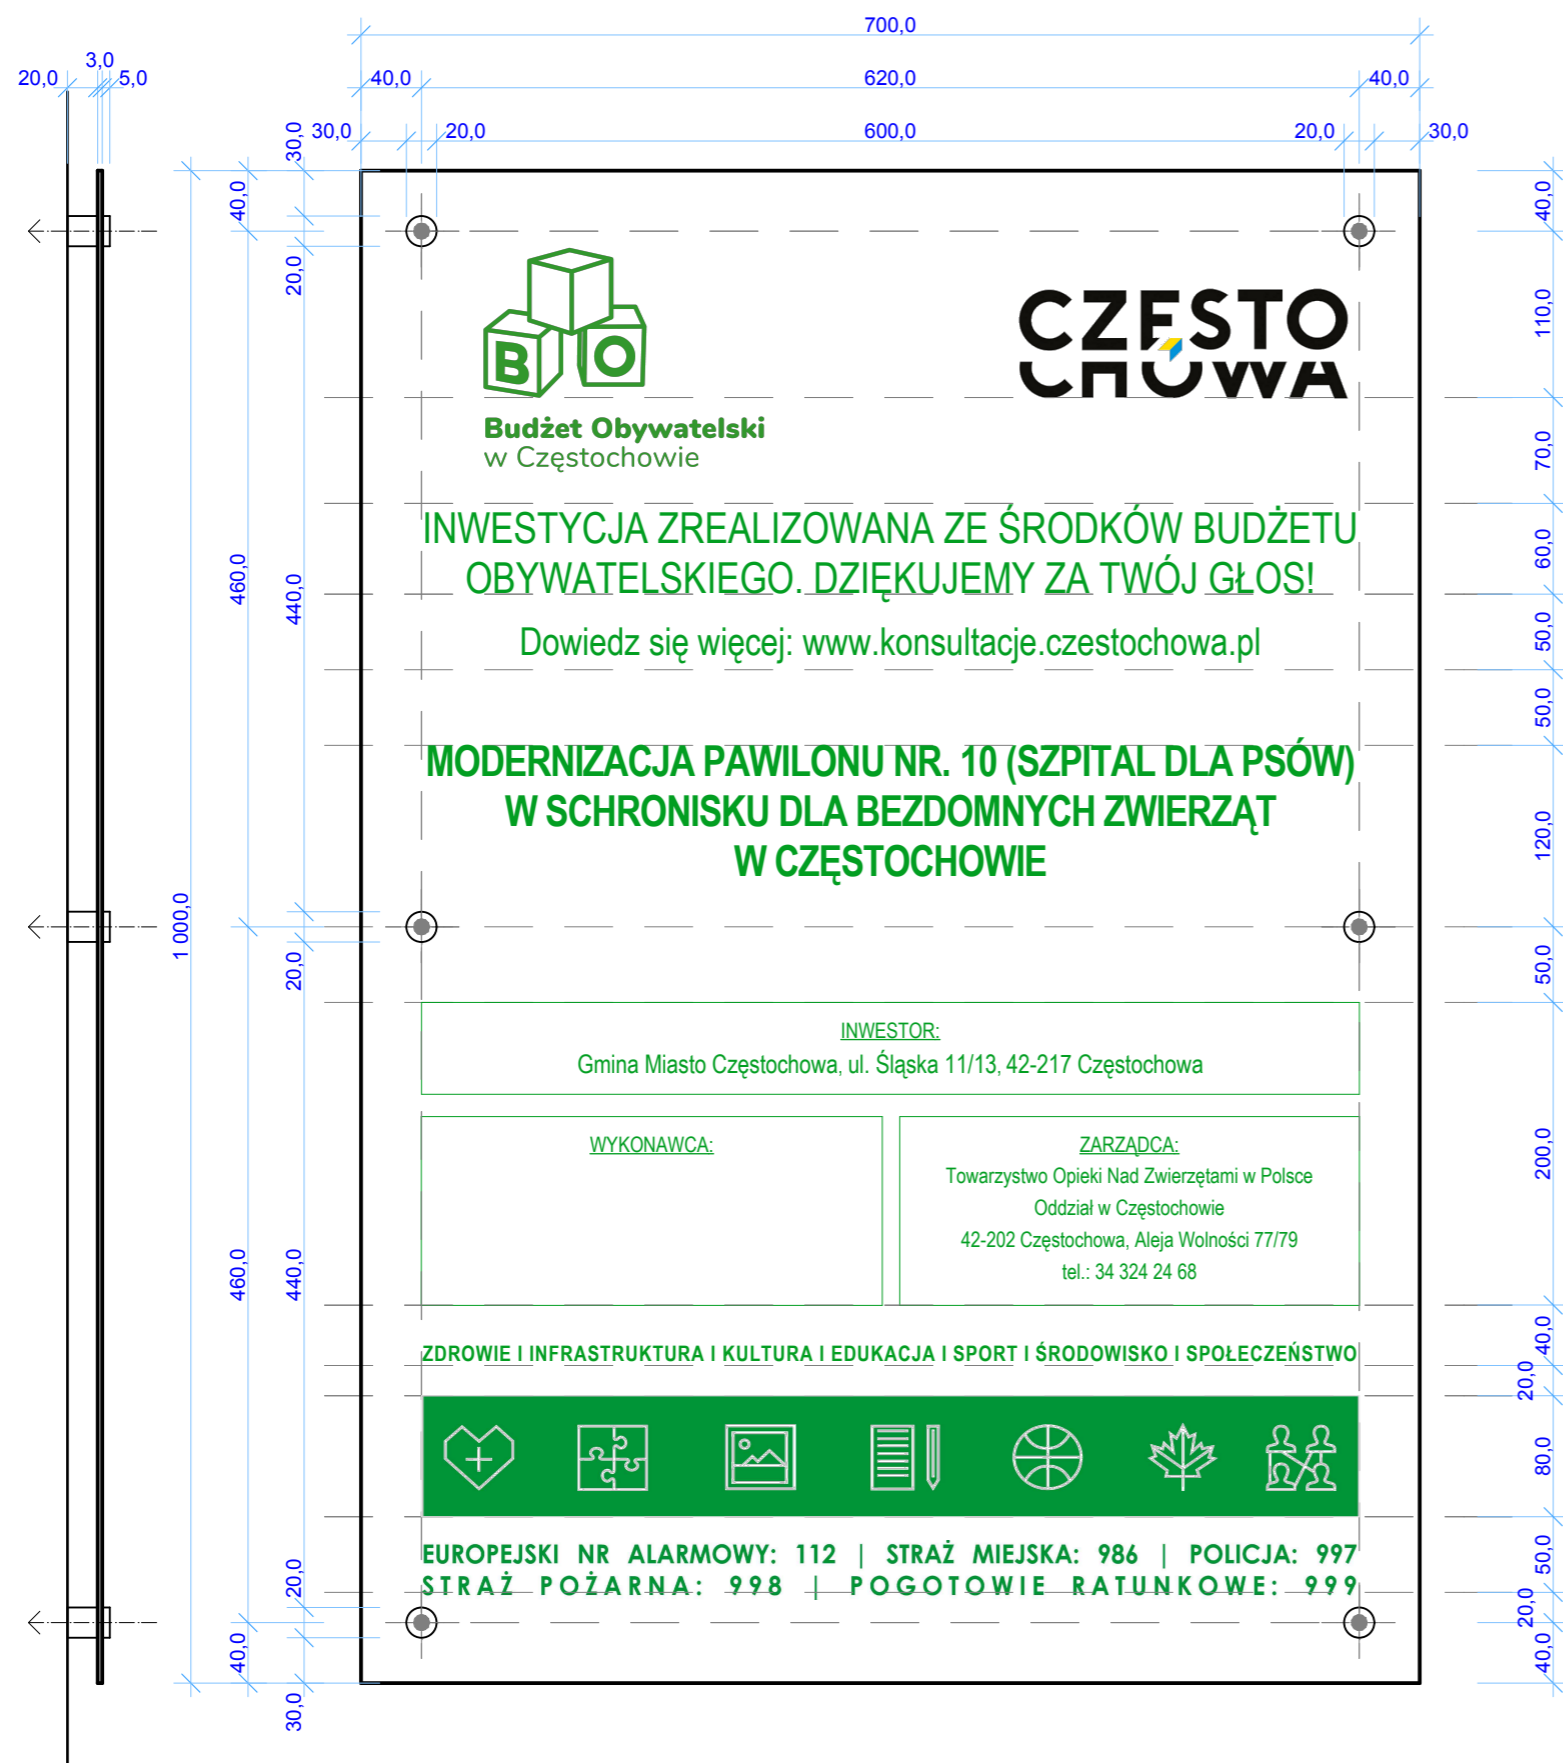 700,0
3,0
20,0 5,0 40,0 620,0 40,0
30,0 20,0 600,0 20,0 30,0
30,0
40,0
20,0
460,0
440,0
1 000,0
20,0
460,0
440,0
20,0
40,0
30,0
B O
Budżet Obywatelski
w Częstochowie
CZĘSTO
CHOWA
INWESTYCJA ZREALIZOWANA ZE ŚRODKÓW BUDŻETU
OBYWATELSKIEGO. DZIĘKUJEMY ZA TWÓJ GŁOS!
Dowiedz się więcej: www.konsultacje.czestochowa.pl
MODERNIZACJA PAWILONU NR. 10 (SZPITAL DLA PSÓW)
W SCHRONISKU DLA BEZDOMNYCH ZWIERZĄT
W CZĘSTOCHOWIE
INWESTOR:
Gmina Miasto Częstochowa, ul. Śląska 11/13, 42-217 Częstochowa
WYKONAWCA:
ZARZĄDCA:
Towarzystwo Opieki Nad Zwierzętami w Polsce
Oddział w Częstochowie
42-202 Częstochowa, Aleja Wolności 77/79
tel.: 34 324 24 68
ZDROWIE I INFRASTRUKTURA I KULTURA I EDUKACJA I SPORT I ŚRODOWISKO I SPOŁECZEŃSTWO
EUROPEJSKI NR ALARMOWY: 112 | STRAŻ MIEJSKA: 986 | POLICJA: 997
STRAŻ POŻARNA: 998 | POGOTOWIE RATUNKOWE: 999
40,0
110,0
70,0
60,0
50,0
50,0
120,0
50,0
200,0
40,0
20,0
80,0
50,0
20,0
40,0